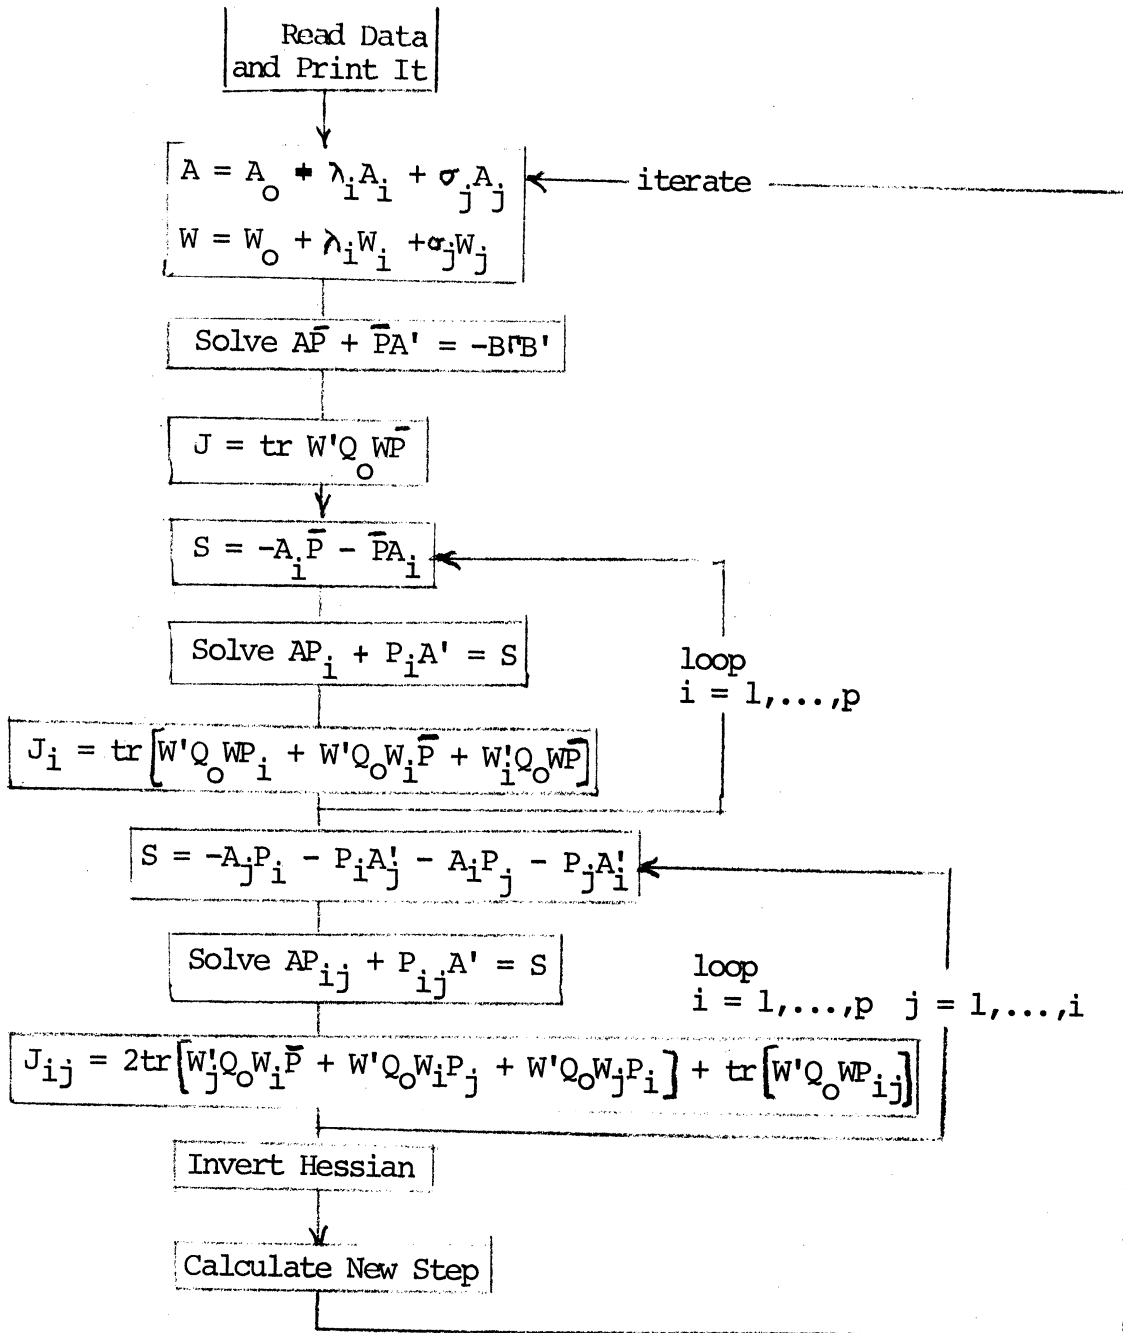 Read Data
and Print It
A = A_o + λ_iA_i + σ_jA_j
iterate
W = W_o + λ_iW_i +σ_jW_j
Solve AP̄ + P̄A' = -BΓB'
J = tr W'Q_oWP̄
S = -A_iP̄ - P̄A_i
Solve AP_i + P_iA' = S
loop
i = 1,...,p
J_i = tr[W'Q_oWP_i + W'Q_oW_iP̄ + W_i'Q_oWP̄]
S = -A_jP_i - P_iA_j' - A_iP_j - P_jA_i'
Solve AP_ij + P_ijA' = S
loop
i = 1,...,p j = 1,...,i
J_ij = 2tr[W_j'Q_oW_iP̄ + W'Q_oW_iP_j + W'Q_oW_jP_i] + tr[W'Q_oWP_ij]
Invert Hessian
Calculate New Step